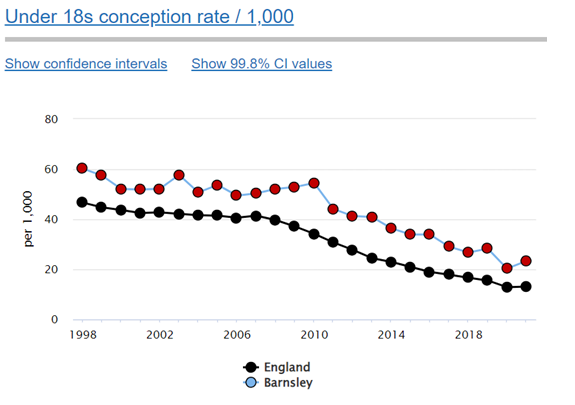 Under 18s conception rate / 1,000
Show confidence intervals Show 99.8% CI values
80
60
40
20
0
per 1,000
1998 2002 2006 2010 2014 2018
England
Barnsley